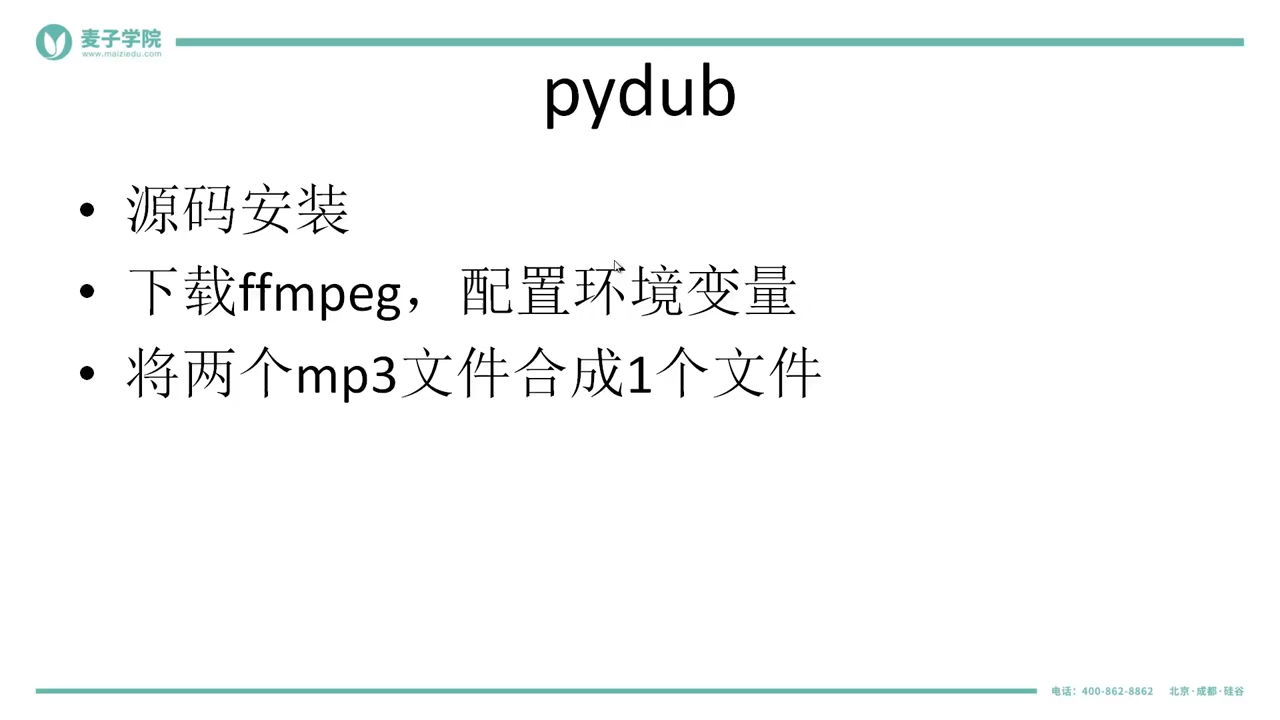 麦子学院
www.maiziedu.com
pydub
• 源码安装
• 下载ffmpeg，配置环境变量
• 将两个mp3文件合成1个文件
电话：400-862-8862 北京·成都·硅谷